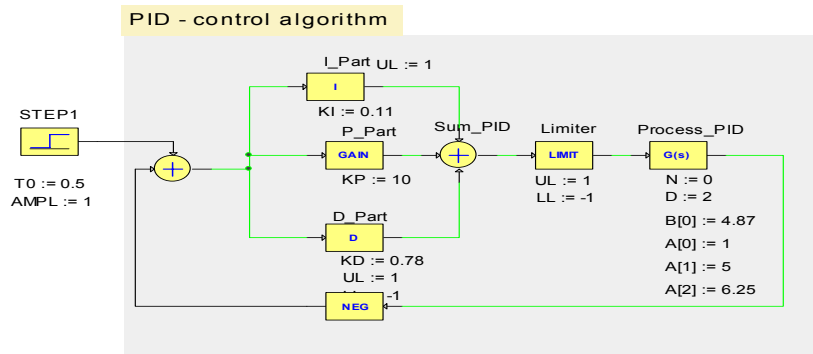 PID - control algorithm
I_Part
UL := 1
I
KI := 0.11
STEP1
T0 := 0.5
AMPL := 1
P_Part
GAIN
KP := 10
Sum_PID
Limiter
LIMIT
UL := 1
LL := -1
Process_PID
G(s)
N := 0
D := 2
B[0] := 4.87
A[0] := 1
A[1] := 5
A[2] := 6.25
D_Part
D
KD := 0.78
UL := 1
-1
NEG